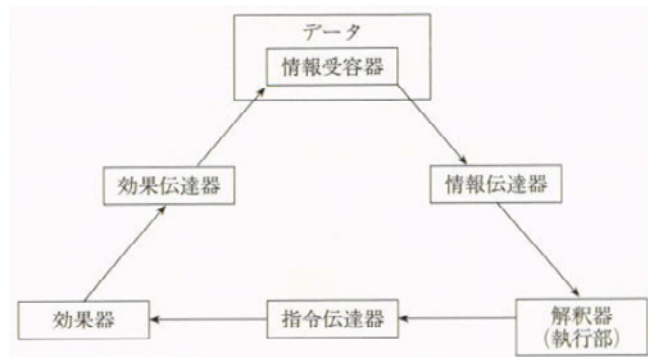 データ
情報受容器
効果伝達器
情報伝達器
効果器
指令伝達器
解釈器
(執行部)